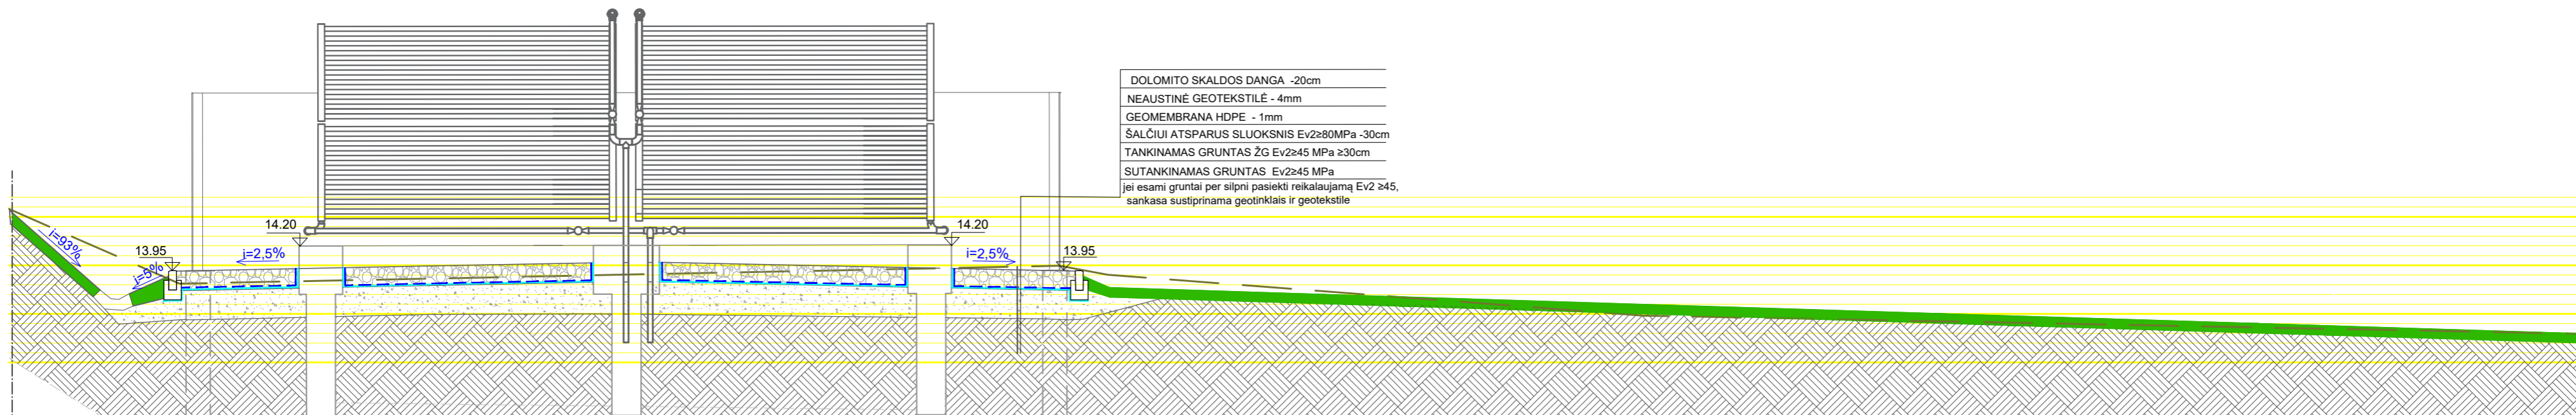 DOLOMITO SKALDOS DANGA -20cm
NEAUSTINĖ GEOTEKSTILĖ - 4mm
GEOMEMBRANA HDPE - 1mm
ŠALČIUI ATSPARUS SLUOKSNIS Ev2≥80MPa -30cm
TANKINAMAS GRUNTAS ŽG Ev2≥45 MPa ≥30cm
SUTANKINAMAS GRUNTAS Ev2≥45 MPa
jei esami gruntai per silpni pasiekti reikalaujamą Ev2 ≥45,
sankasa sustiprinama geotinklais ir geotekstile
14.20
14.20
i=93%
13.95
i=2,5%
i=2,5%
13.95
i=5%